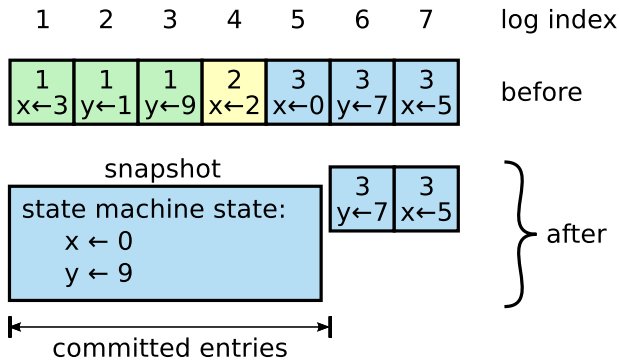 1 2 3 4 5 6 7 log index
1 1 1 2 3 3 3
x←3 y←1 y←9 x←2 x←0 y←7 x←5 before
snapshot
3 3
y←7 x←5
state machine state:
x ← 0
y ← 9
after
committed entries